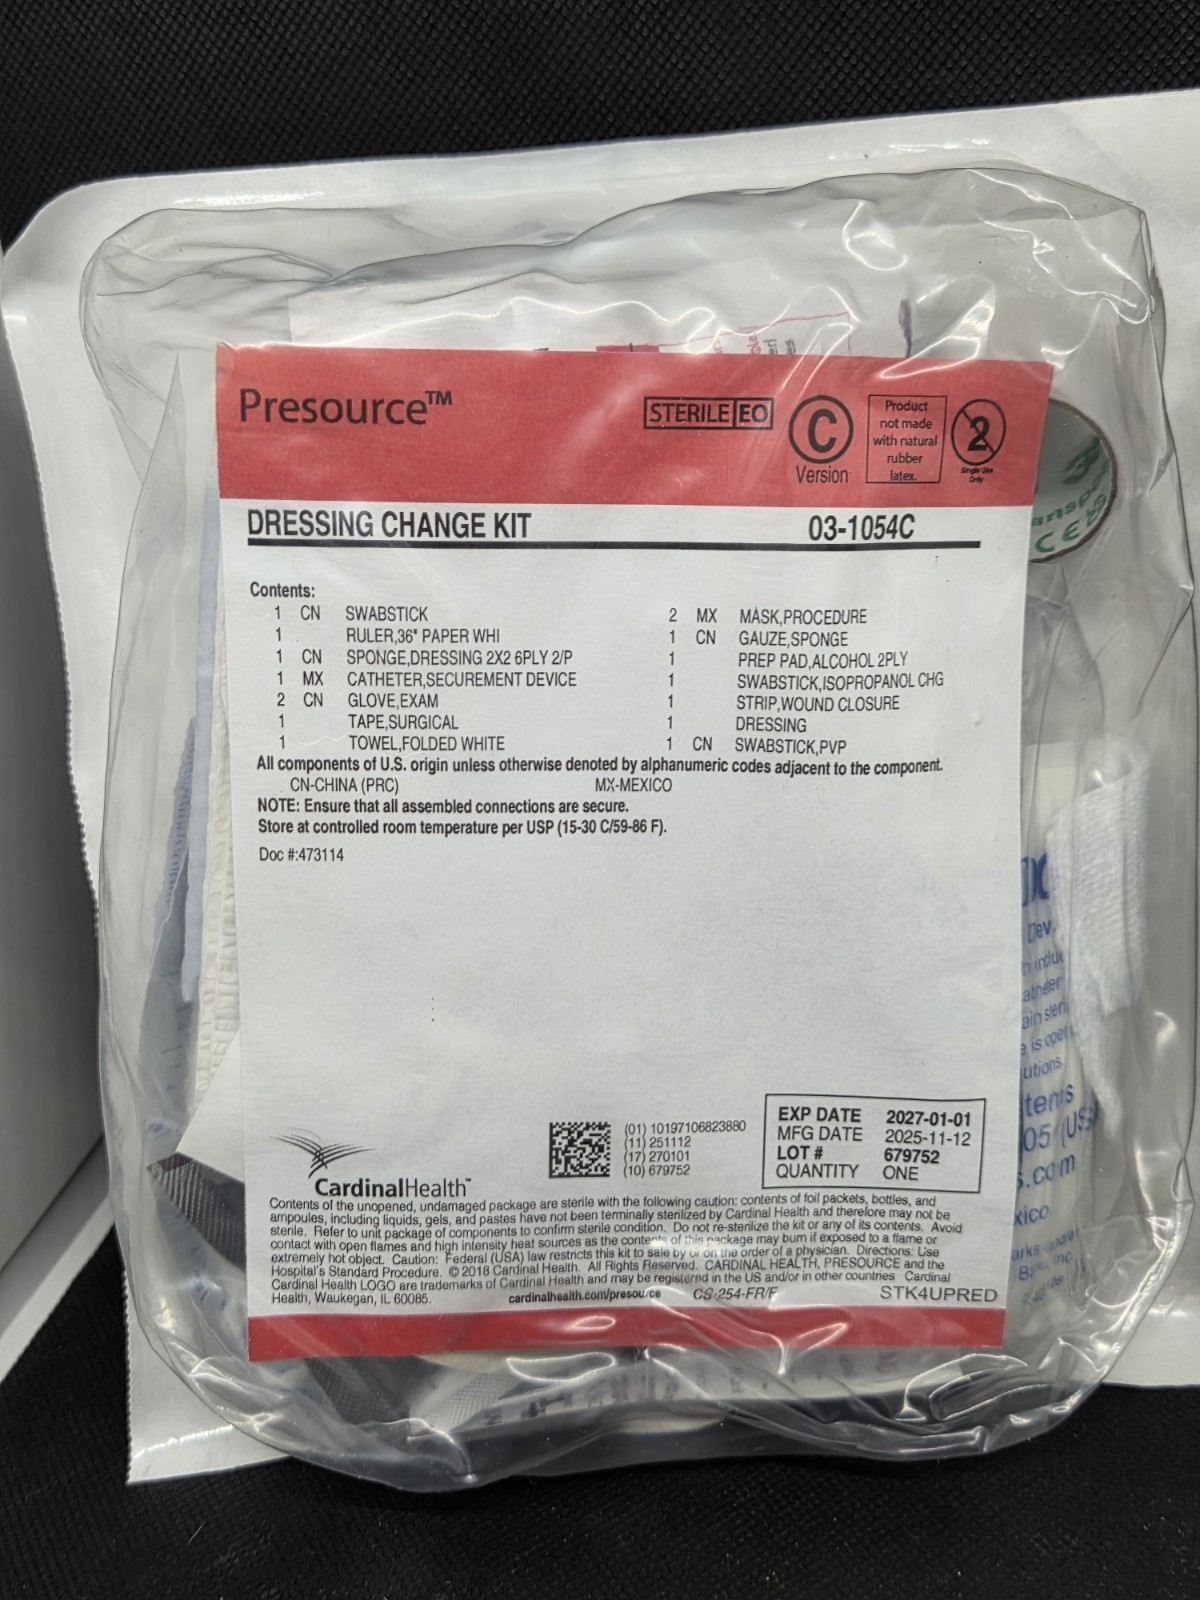 Presource™
STERILE EO
C
Version
Product
not made
with natural
rubber
latex.
2
Single Use
Only
DRESSING CHANGE KIT 03-1054C
Contents:
1 CN SWABSTICK
1 RULER,36" PAPER WHI
1 CN SPONGE,DRESSING 2X2 6PLY 2/P
1 MX CATHETER,SECUREMENT DEVICE
2 CN GLOVE,EXAM
1 TAPE,SURGICAL
1 TOWEL,FOLDED WHITE
2 MX MASK,PROCEDURE
1 CN GAUZE,SPONGE
1 PREP PAD,ALCOHOL 2PLY
1 SWABSTICK,ISOPROPANOL CHG
1 STRIP,WOUND CLOSURE
1 DRESSING
1 CN SWABSTICK,PVP
All components of U.S. origin unless otherwise denoted by alphanumeric codes adjacent to the component.
CN-CHINA (PRC) MX-MEXICO
NOTE: Ensure that all assembled connections are secure.
Store at controlled room temperature per USP (15-30 C/59-86 F).
Doc #:473114
(01) 10197106823880
(11) 251112
(17) 270101
(10) 679752
EXP DATE 2027-01-01
MFG DATE 2025-11-12
LOT # 679752
QUANTITY ONE
CardinalHealth™
Contents of the unopened, undamaged package are sterile with the following caution: contents of foil packets, bottles, and
ampoules, including liquids, gels, and pastes have not been terminally sterilized by Cardinal Health and therefore may not be
sterile. Refer to unit package of components to confirm sterile condition. Do not re-sterilize the kit or any of its contents. Avoid
contact with open flames and high intensity heat sources as the contents of this package may burn if exposed to a flame or
extremely hot object. Caution: Federal (USA) law restricts this kit to sale by or on the order of a physician. Directions: Use
Hospital's Standard Procedure. © 2018 Cardinal Health. All Rights Reserved. CARDINAL HEALTH, PRESOURCE and the
Cardinal Health LOGO are trademarks of Cardinal Health and may be registered in the US and/or in other countries Cardinal
Health, Waukegan, IL 60085. cardinalhealth.com/presource CS-254-FR/F STK4UPRED
CE